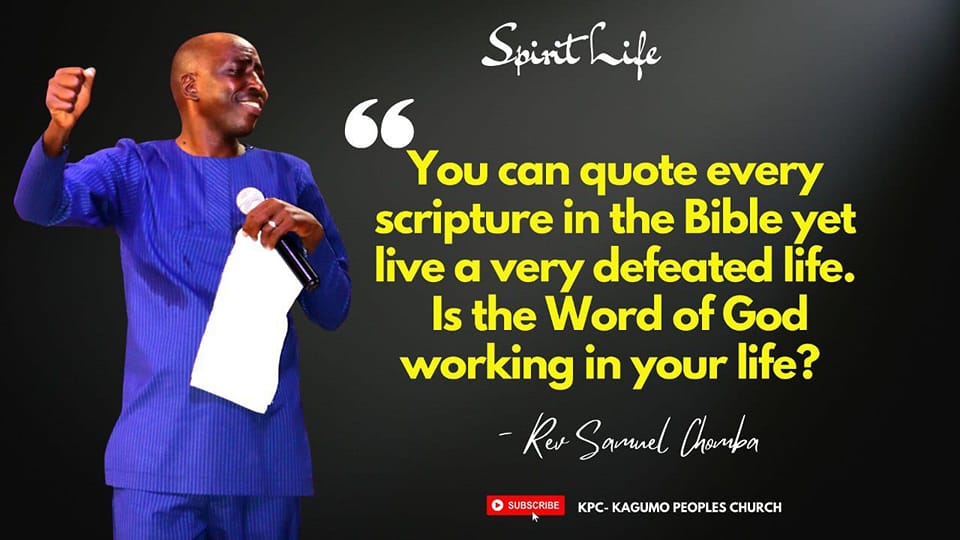 Spirit Life
“
You can quote every
scripture in the Bible yet
live a very defeated life.
Is the Word of God
working in your life?
- Rev Samuel Chomba
SUBSCRIBE KPC- KAGUMO PEOPLES CHURCH